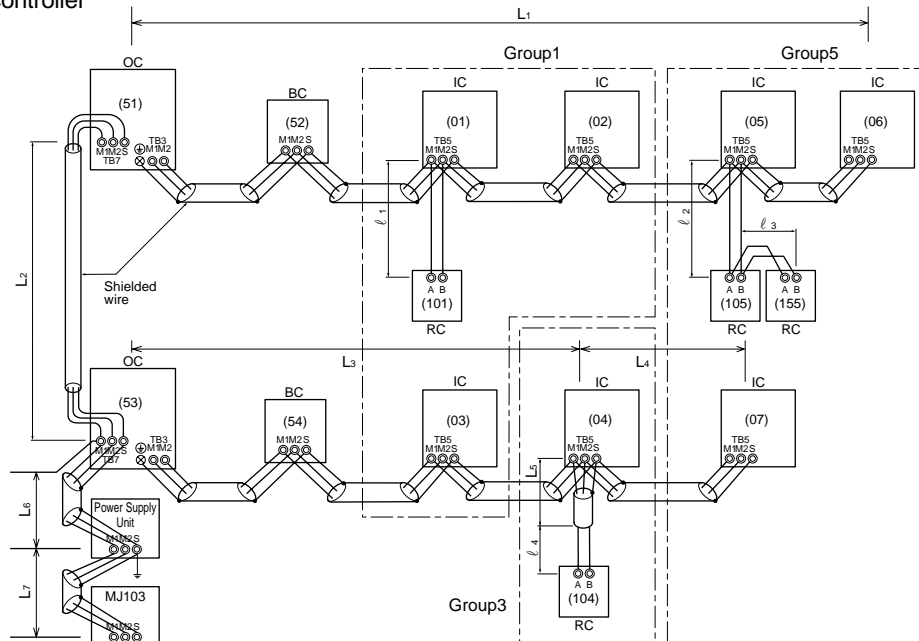 controller
L1
Group1
Group5
OC
(51)
TB3
M1M2S
M1M2
TB7
BC
(52)
M1M2S
IC
(01)
TB5
M1M2S
IC
(02)
TB5
M1M2S
IC
(05)
TB5
M1M2S
IC
(06)
TB5
M1M2S
L2
Shielded
wire
ℓ1
A B
(101)
RC
ℓ2
ℓ3
A B
(105)
RC
A B
(155)
RC
L3
L4
OC
(53)
TB3
M1M2S
M1M2
TB7
BC
(54)
M1M2S
IC
(03)
TB5
M1M2S
IC
(04)
TB5
M1M2S
IC
(07)
TB5
M1M2S
L5
ℓ4
A B
(104)
RC
Group3
L6
Power Supply
Unit
M1M2S
L7
MJ103
M1M2S